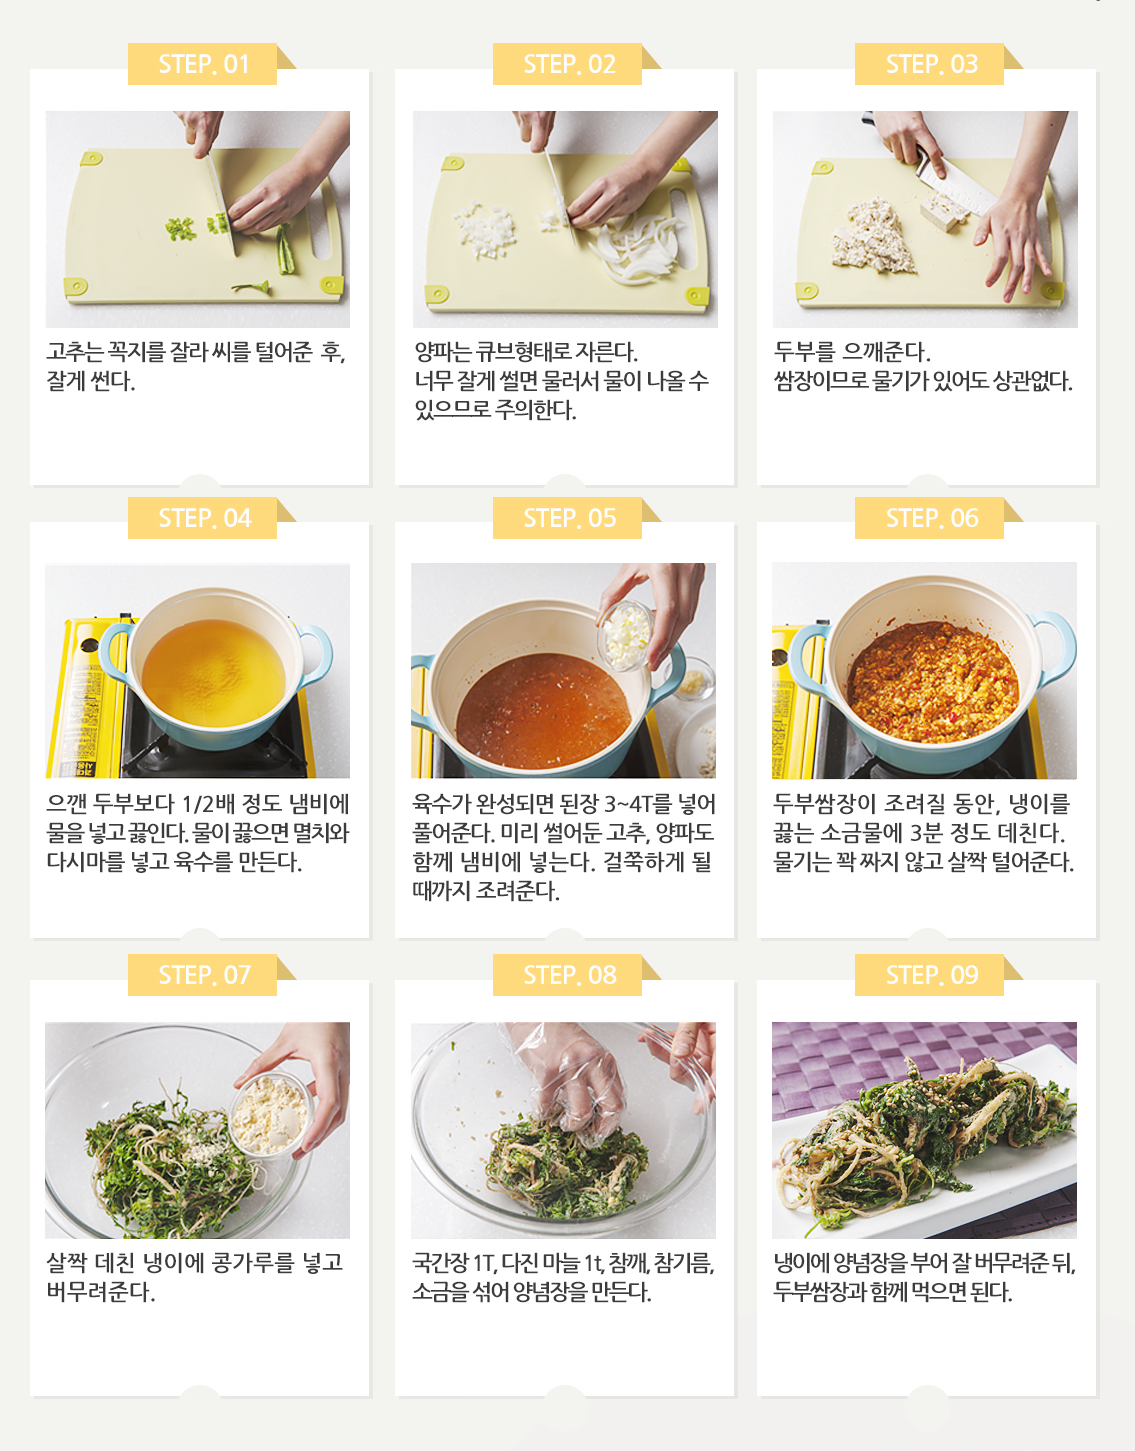 STEP. 01
고추는 꼭지를 잘라 씨를 털어준 후,
잘게 썬다.
STEP. 02
양파는 큐브형태로 자른다.
너무 잘게 썰면 물러서 물이 나올 수
있으므로 주의한다.
STEP. 03
두부를 으깨준다.
쌈장이므로 물기가 있어도 상관없다.
STEP. 04
으깬 두부보다 1/2배 정도 냄비에
물을 넣고 끓인다. 물이 끓으면 멸치와
다시마를 넣고 육수를 만든다.
STEP. 05
육수가 완성되면 된장 3~4T를 넣어
풀어준다. 미리 썰어둔 고추, 양파도
함께 냄비에 넣는다. 걸쭉하게 될
때까지 조려준다.
STEP. 06
두부쌈장이 조려질 동안, 냉이를
끓는 소금물에 3분 정도 데친다.
물기는 꽉 짜지 않고 살짝 털어준다.
STEP. 07
살짝 데친 냉이에 콩가루를 넣고
버무려준다.
STEP. 08
국간장 1T, 다진 마늘 1t, 참깨, 참기름,
소금을 섞어 양념장을 만든다.
STEP. 09
냉이에 양념장을 부어 잘 버무려준 뒤,
두부쌈장과 함께 먹으면 된다.